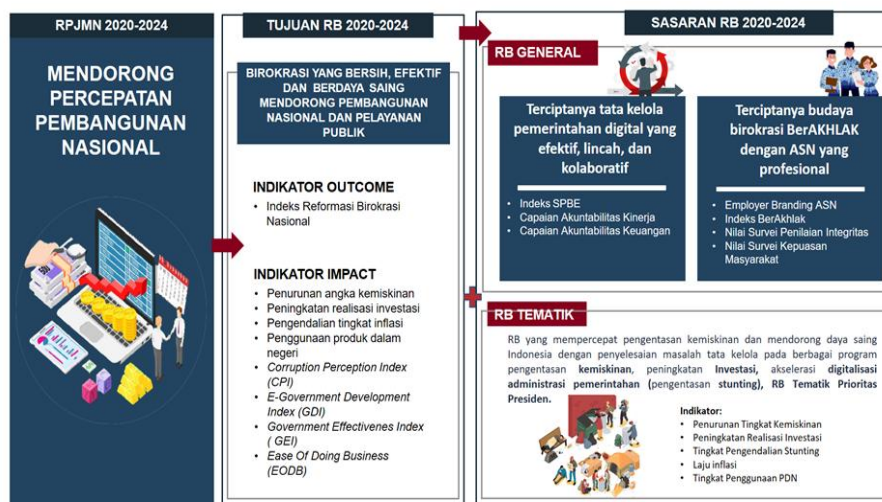 RPJMN 2020-2024
MENDORONG
PERCEPATAN
PEMBANGUNAN
NASIONAL
TUJUAN RB 2020-2024
BIROKRASI YANG BERSIH, EFEKTIF
DAN BERDAYA SAING
MENDORONG PEMBANGUNAN
NASIONAL DAN PELAYANAN
PUBLIK
INDIKATOR OUTCOME
• Indeks Reformasi Birokrasi
Nasional
INDIKATOR IMPACT
• Penurunan angka kemiskinan
• Peningkatan realisasi investasi
• Pengendalian tingkat inflasi
• Penggunaan produk dalam
negeri
• Corruption Perception Index
(CPI)
• E-Government Development
Index (GDI)
• Government Effectivenes Index
( GEI)
• Ease Of Doing Business
(EODB)
SASARAN RB 2020-2024
RB GENERAL
Terciptanya tata kelola
pemerintahan digital yang
efektif, lincah, dan
kolaboratif
• Indeks SPBE
• Capaian Akuntabilitas Kinerja
• Capaian Akuntabilitas Keuangan
Terciptanya budaya
birokrasi BerAKHLAK
dengan ASN yang
profesional
• Employer Branding ASN
• Indeks BerAkhlak
• Nilai Survei Penilaian Integritas
• Nilai Survei Kepuasan
Masyarakat
RB TEMATIK
RB yang mempercepat pengentasan kemiskinan dan mendorong daya saing
Indonesia dengan penyelesaian masalah tata kelola pada berbagai program
pengentasan kemiskinan, peningkatan Investasi, akselerasi digitalisasi
administrasi pemerintahan (pengentasan stunting), RB Tematik Prioritas
Presiden.
Indikator:
• Penurunan Tingkat Kemiskinan
• Peningkatan Realisasi Investasi
• Tingkat Pengendalian Stunting
• Laju inflasi
• Tingkat Penggunaan PDN